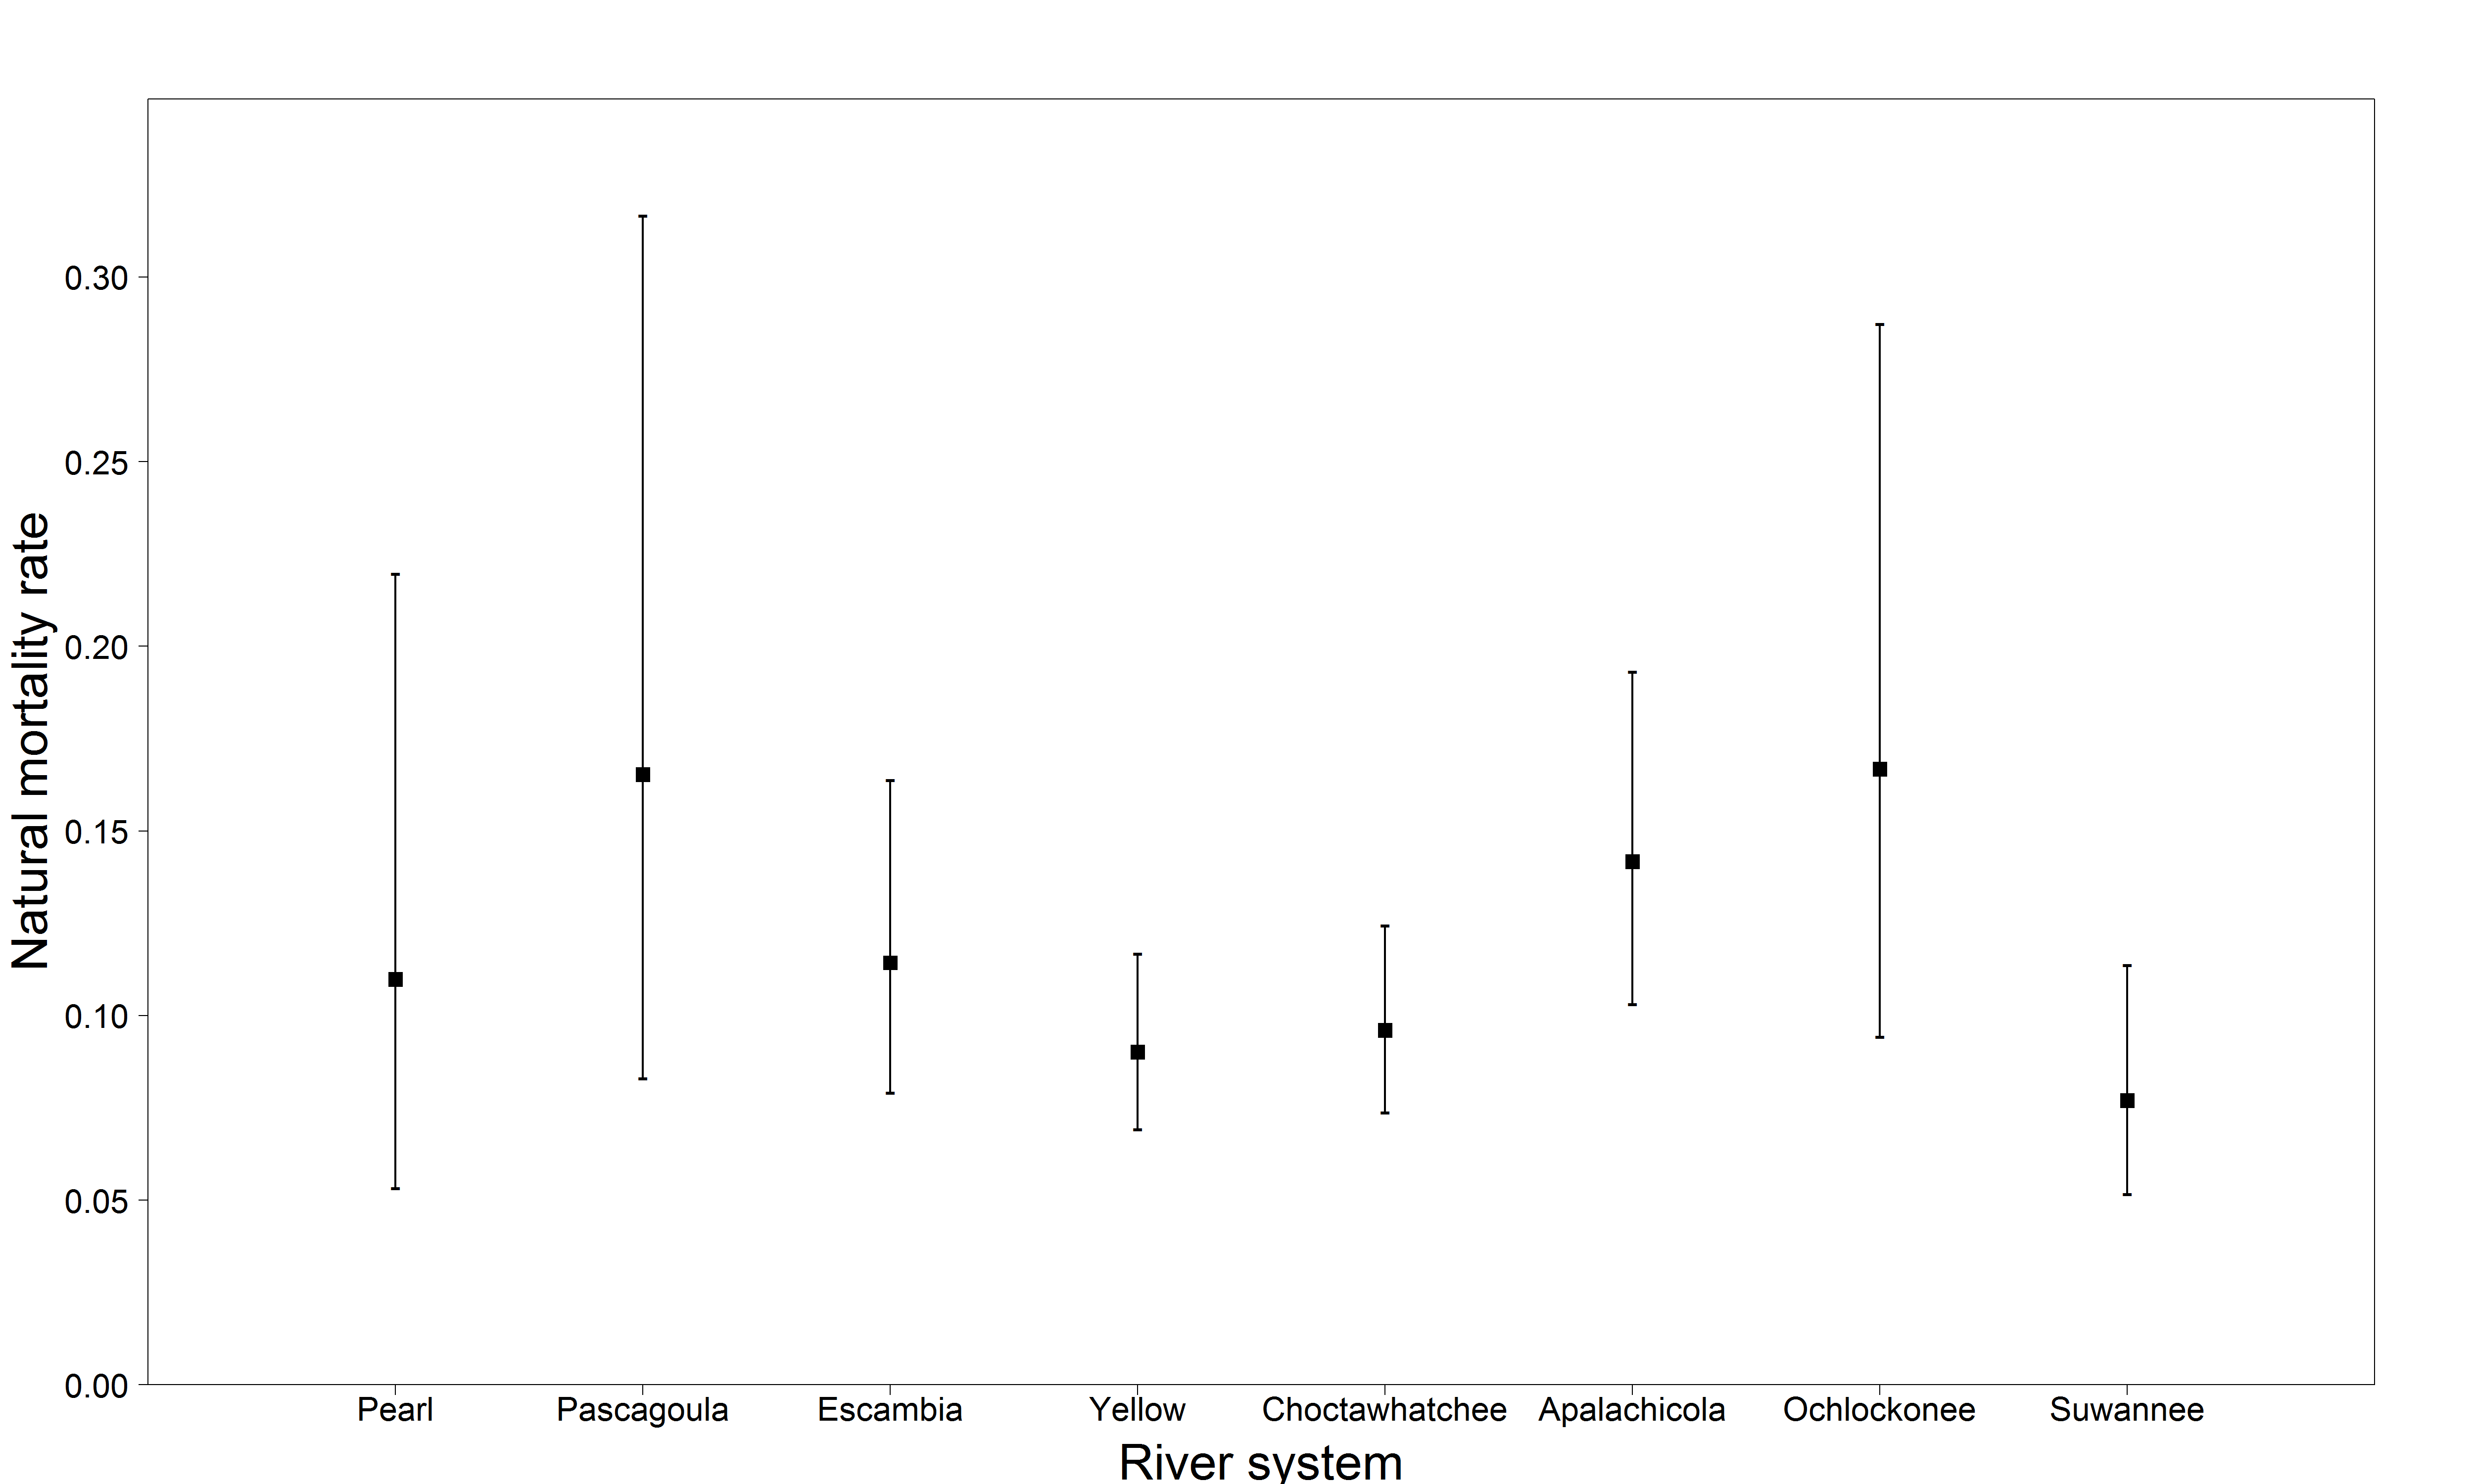 Natural mortality rate
0.30
0.25
0.20
0.15
0.10
0.05
0.00
Pearl Pascagoula Escambia Yellow Choctawhatchee Apalachicola Ochlockonee Suwannee
River system